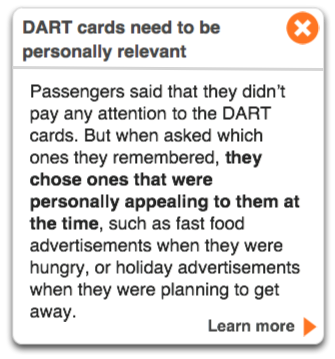 DART cards need to be
personally relevant
Passengers said that they didn't
pay any attention to the DART
cards. But when asked which
ones they remembered, they
chose ones that were
personally appealing to them at
the time, such as fast food
advertisements when they were
hungry, or holiday advertisements
when they were planning to get
away.
Learn more